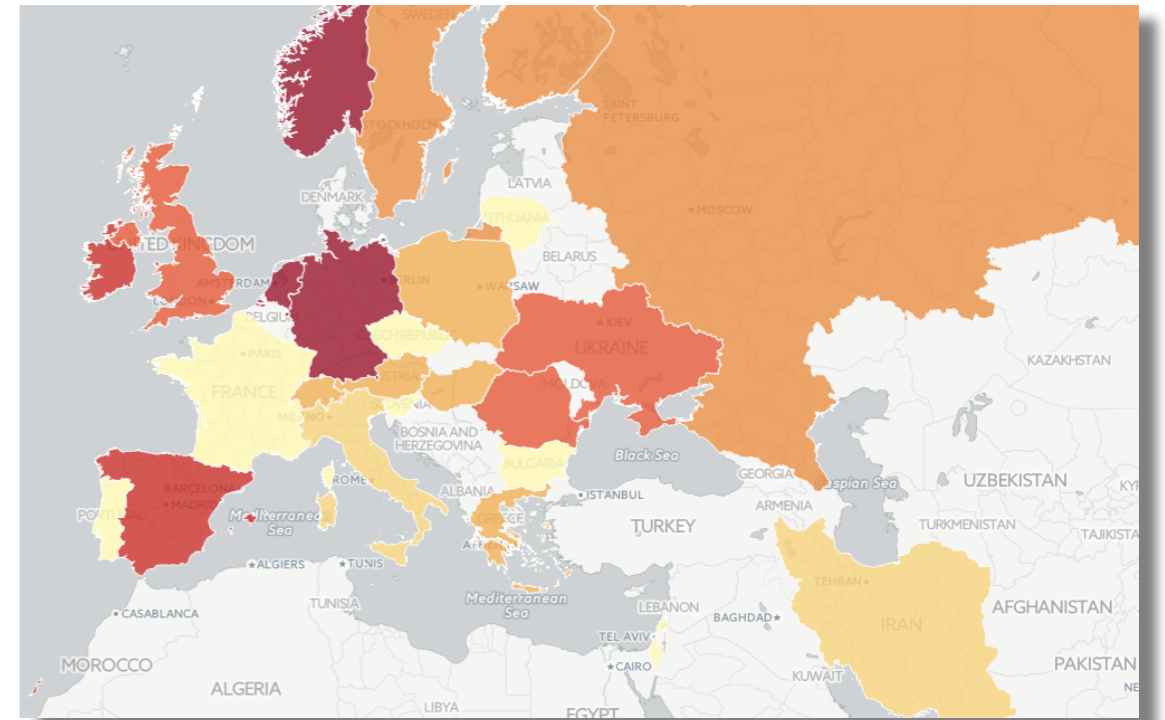 SWEDEN
SAINT
PETERSBURG
STOCKHOLM
LATVIA
DENMARK
MOSCOW
LITHUANIA
UNITED KINGDOM
BELARUS
AMSTERDAM
BERLIN
WARSAW
LONDON
BELGIUM
KIEV
CZECH REPUBLIC
UKRAINE
PARIS
KAZAKHSTAN
AUSTRIA
MOLDOVA
FRANCE
SLOVENIA
MILANO
BOSNIA AND
HERZEGOVINA
Black Sea
BULGARIA
GEORGIA
Caspian Sea
UZBEKISTAN
ROME
BARCELONA
ALBANIA
ISTANBUL
MADRID
ARMENIA
KY
PORTUGAL
Mediterranean
Sea
GREECE
TURKEY
TURKMENISTAN
TAJIKISTA
ALGIERS
TUNIS
TEHRAN
Mediterranean
Sea
TUNISIA
LEBANON
AFGHANISTAN
CASABLANCA
BAGHDAD
IRAN
TEL AVIV
MOROCCO
CAIRO
PAKISTAN
KUWAIT
ALGERIA
NE
LIBYA
EGYPT